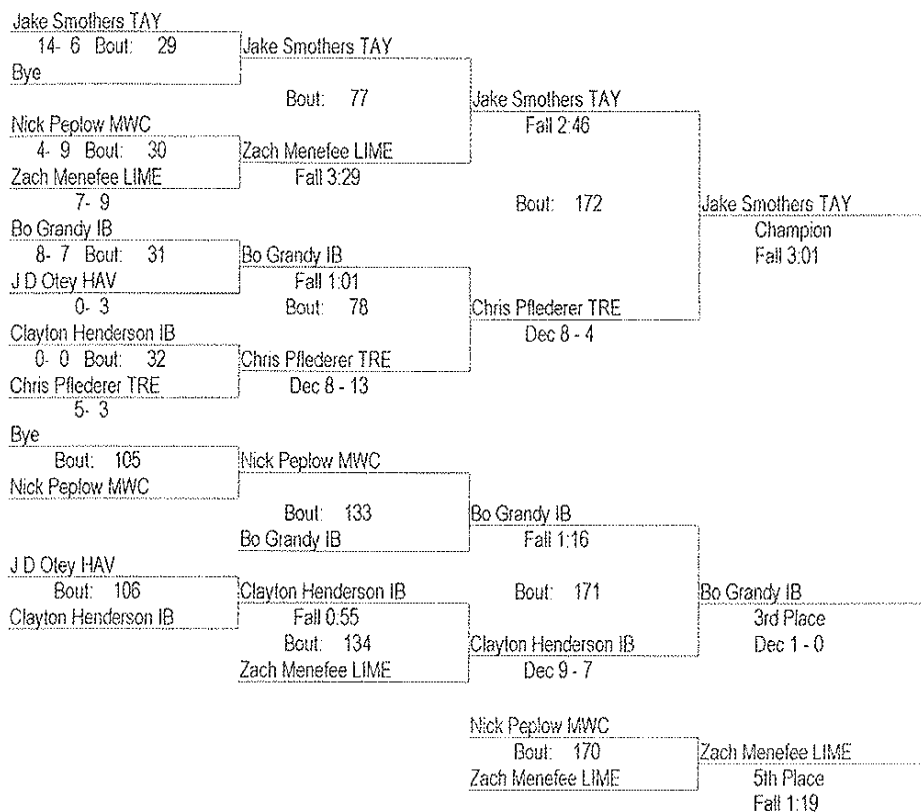 Jake Smothers TAY
14- 6 Bout: 29
Bye
Jake Smothers TAY
Bout: 77
Jake Smothers TAY
Fall 2:46
Nick Peplow MWC
4- 9 Bout: 30
Zach Menefee LIME
7- 9
Zach Menefee LIME
Fall 3:29
Bout: 172
Jake Smothers TAY
Champion
Fall 3:01
Bo Grandy IB
8- 7 Bout: 31
J D Otey HAV
0- 3
Bo Grandy IB
Fall 1:01
Bout: 78
Chris Pflederer TRE
Dec 8 - 4
Clayton Henderson IB
0- 0 Bout: 32
Chris Pflederer TRE
5- 3
Chris Pflederer TRE
Dec 8 - 13
Bye
Bout: 105
Nick Peplow MWC
Nick Peplow MWC
Bout: 133
Bo Grandy IB
Bo Grandy IB
Fall 1:16
J D Otey HAV
Bout: 106
Clayton Henderson IB
Clayton Henderson IB
Fall 0:55
Bout: 134
Zach Menefee LIME
Bout: 171
Clayton Henderson IB
Dec 9 - 7
Bo Grandy IB
3rd Place
Dec 1 - 0
Nick Peplow MWC
Bout: 170
Zach Menefee LIME
Zach Menefee LIME
5th Place
Fall 1:19